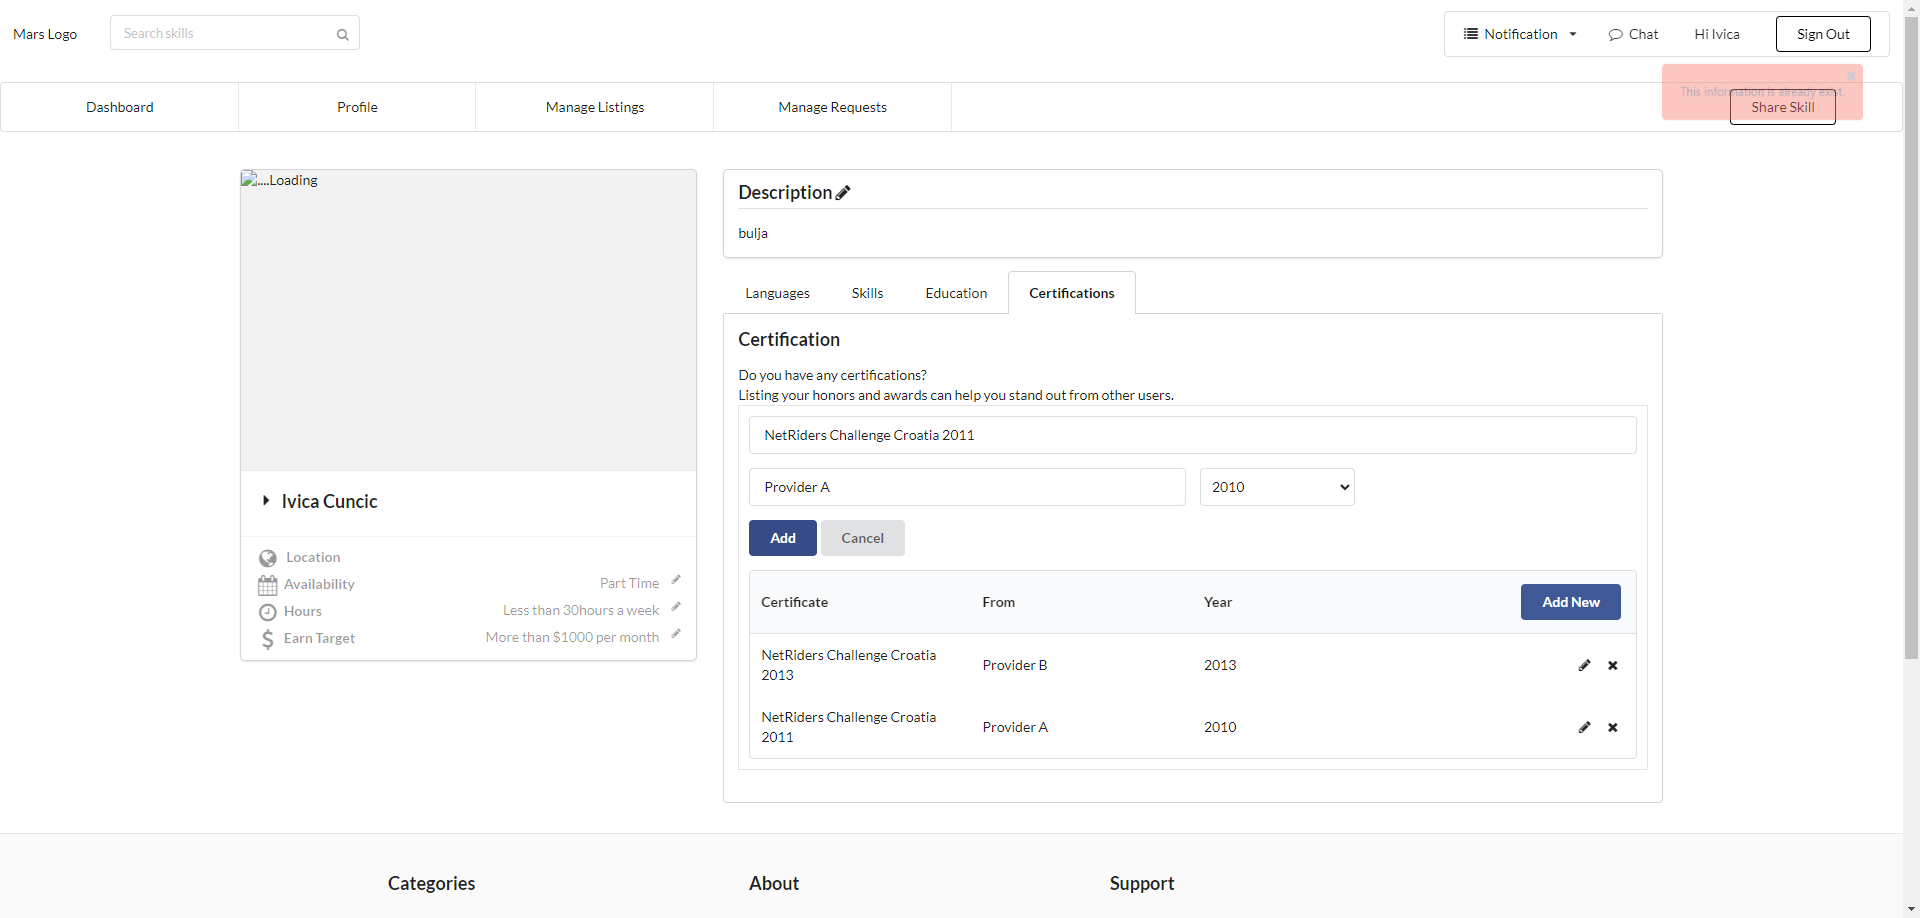 Mars Logo
Search skills
Notification
Chat
Hi Ivica
Sign Out
This information is already exist.
Dashboard
Profile
Manage Listings
Manage Requests
Share Skill
....Loading
Ivica Cuncic
Location
Availability
Part Time
Hours
Less than 30hours a week
Earn Target
More than $1000 per month
Description
bulja
Languages
Skills
Education
Certifications
Certification
Do you have any certifications?
Listing your honors and awards can help you stand out from other users.
NetRiders Challenge Croatia 2011
Provider A
2010
Add
Cancel
Certificate
From
Year
Add New
NetRiders Challenge Croatia
2013
Provider B
2013
NetRiders Challenge Croatia
2011
Provider A
2010
Categories
About
Support